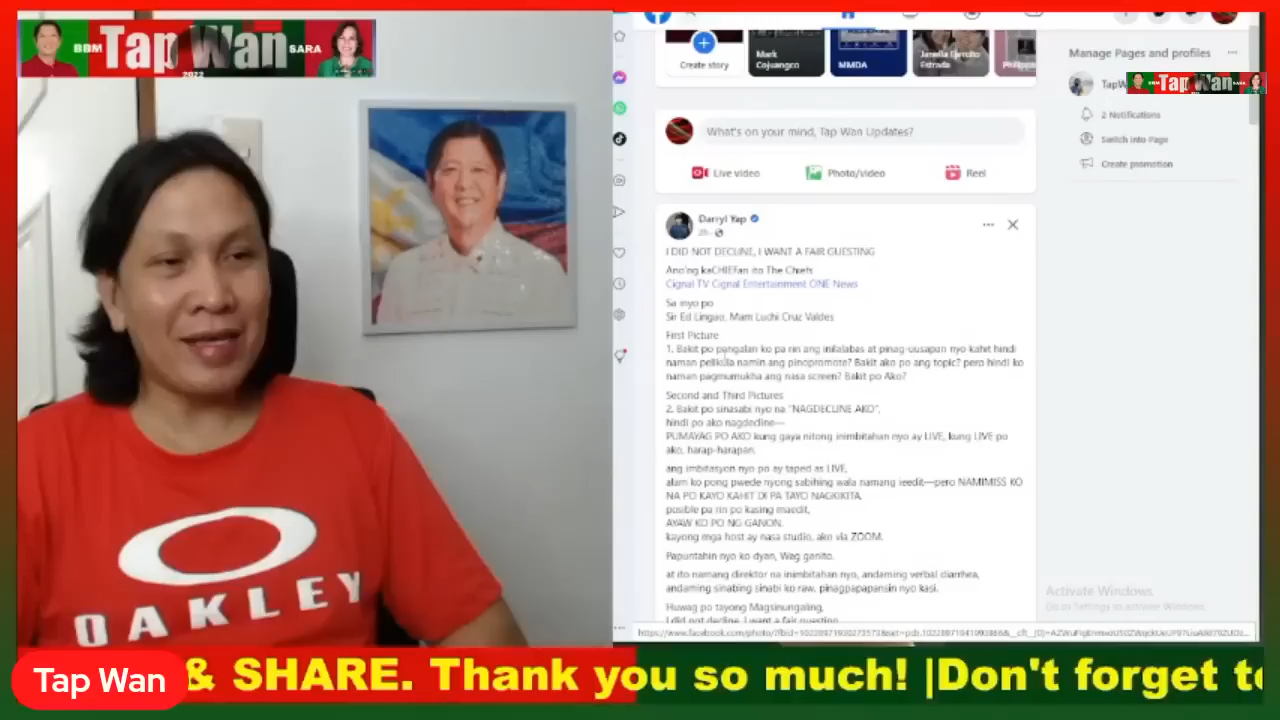 BBM Tap Wan SARA
2022
OAKLEY
Create story
Mark
Cojuangco
MMDA
Janella Ejercito
Estrada
What's on your mind, Tap Wan Updates?
Live video
Photo/video
Reel
Darryl Yap
2h
I DID NOT DECLINE, I WANT A FAIR GUESTING
Ano'ng kaCHIEFan ito The Chiefs
Cignal TV Cignal Entertainment ONE News
Sa inyo po
Sir Ed Lingao, Mam Luchi Cruz Valdes
First Picture
1. Bakit po pangalan ko pa rin ang inilalabas at pinag-uusapan nyo kahit hindi
naman pelikula namin ang pinopromote? Bakit ako po ang topic? pero hindi ko
naman pagmumukha ang nasa screen? Bakit po Ako?
Second and Third Pictures
2. Bakit po sinasabi nyo na "NAGDECLINE AKO",
hindi po ako nagdecline—
PUMAYAG PO AKO kung gaya nitong inimbitahan nyo ay LIVE, kung LIVE po
ako, harap-harapan.
ang imbitasyon nyo po ay taped as LIVE,
alam ko pong pwede nyong sabihing wala namang ieedit—pero NAMIMISS KO
NA PO KAYO KAHIT DI PA TAYO NAGKIKITA,
posible pa rin po kasing maedit,
AYAW KO PO NG GANON.
kayong mga host ay nasa studio, ako via ZOOM.
Papuntahin nyo ko dyan, Wag ganito.
at ito namang direktor na inimbitahan nyo, andaming verbal diarrhea,
andaming sinabing sinabi ko raw, pinagpapapansin nyo kasi.
Huwag po tayong Magsinungaling,
I did not decline, I want a fair guesting
Manage Pages and profiles
BBM Tap Wan SARA
2 Notifications
Switch into Page
Create promotion
Activate Windows
Go to Settings to activate Windows.
Tap Wan
& SHARE. Thank you so much! |Don't forget to